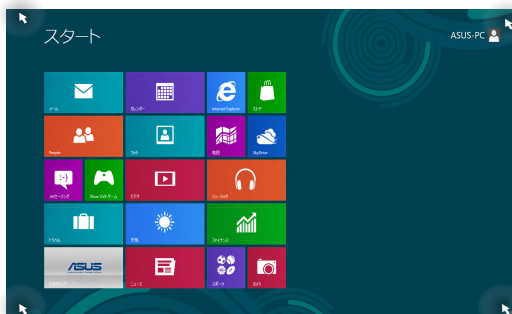 スタート
ASUS-PC
メール
カレンダー
Internet Explorer
ストア
People
フォト
地図
SkyDrive
メッセージング
Xbox LIVE ゲーム
ビデオ
ミュージック
トラベル
天気
ファイナンス
ASUS
ニュース
スポーツ
カメラ